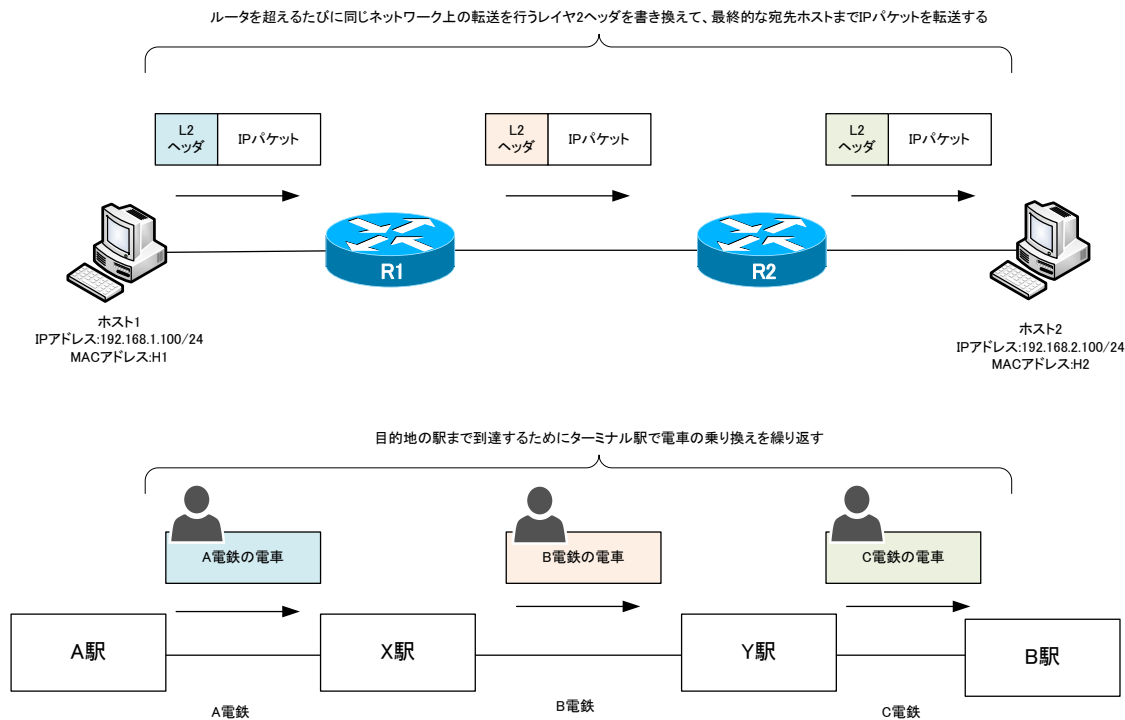 ルータを超えるたびに同じネットワーク上の転送を行うレイヤ2ヘッダを書き換えて、最終的な宛先ホストまでIPパケットを転送する
L2
ヘッダ
IPパケット
L2
ヘッダ
IPパケット
L2
ヘッダ
IPパケット
R1
R2
ホスト1
IPアドレス:192.168.1.100/24
MACアドレス:H1
ホスト2
IPアドレス:192.168.2.100/24
MACアドレス:H2
目的地の駅まで到達するためにターミナル駅で電車の乗り換えを繰り返す
A電鉄の電車
B電鉄の電車
C電鉄の電車
A駅
X駅
Y駅
B駅
A電鉄
B電鉄
C電鉄